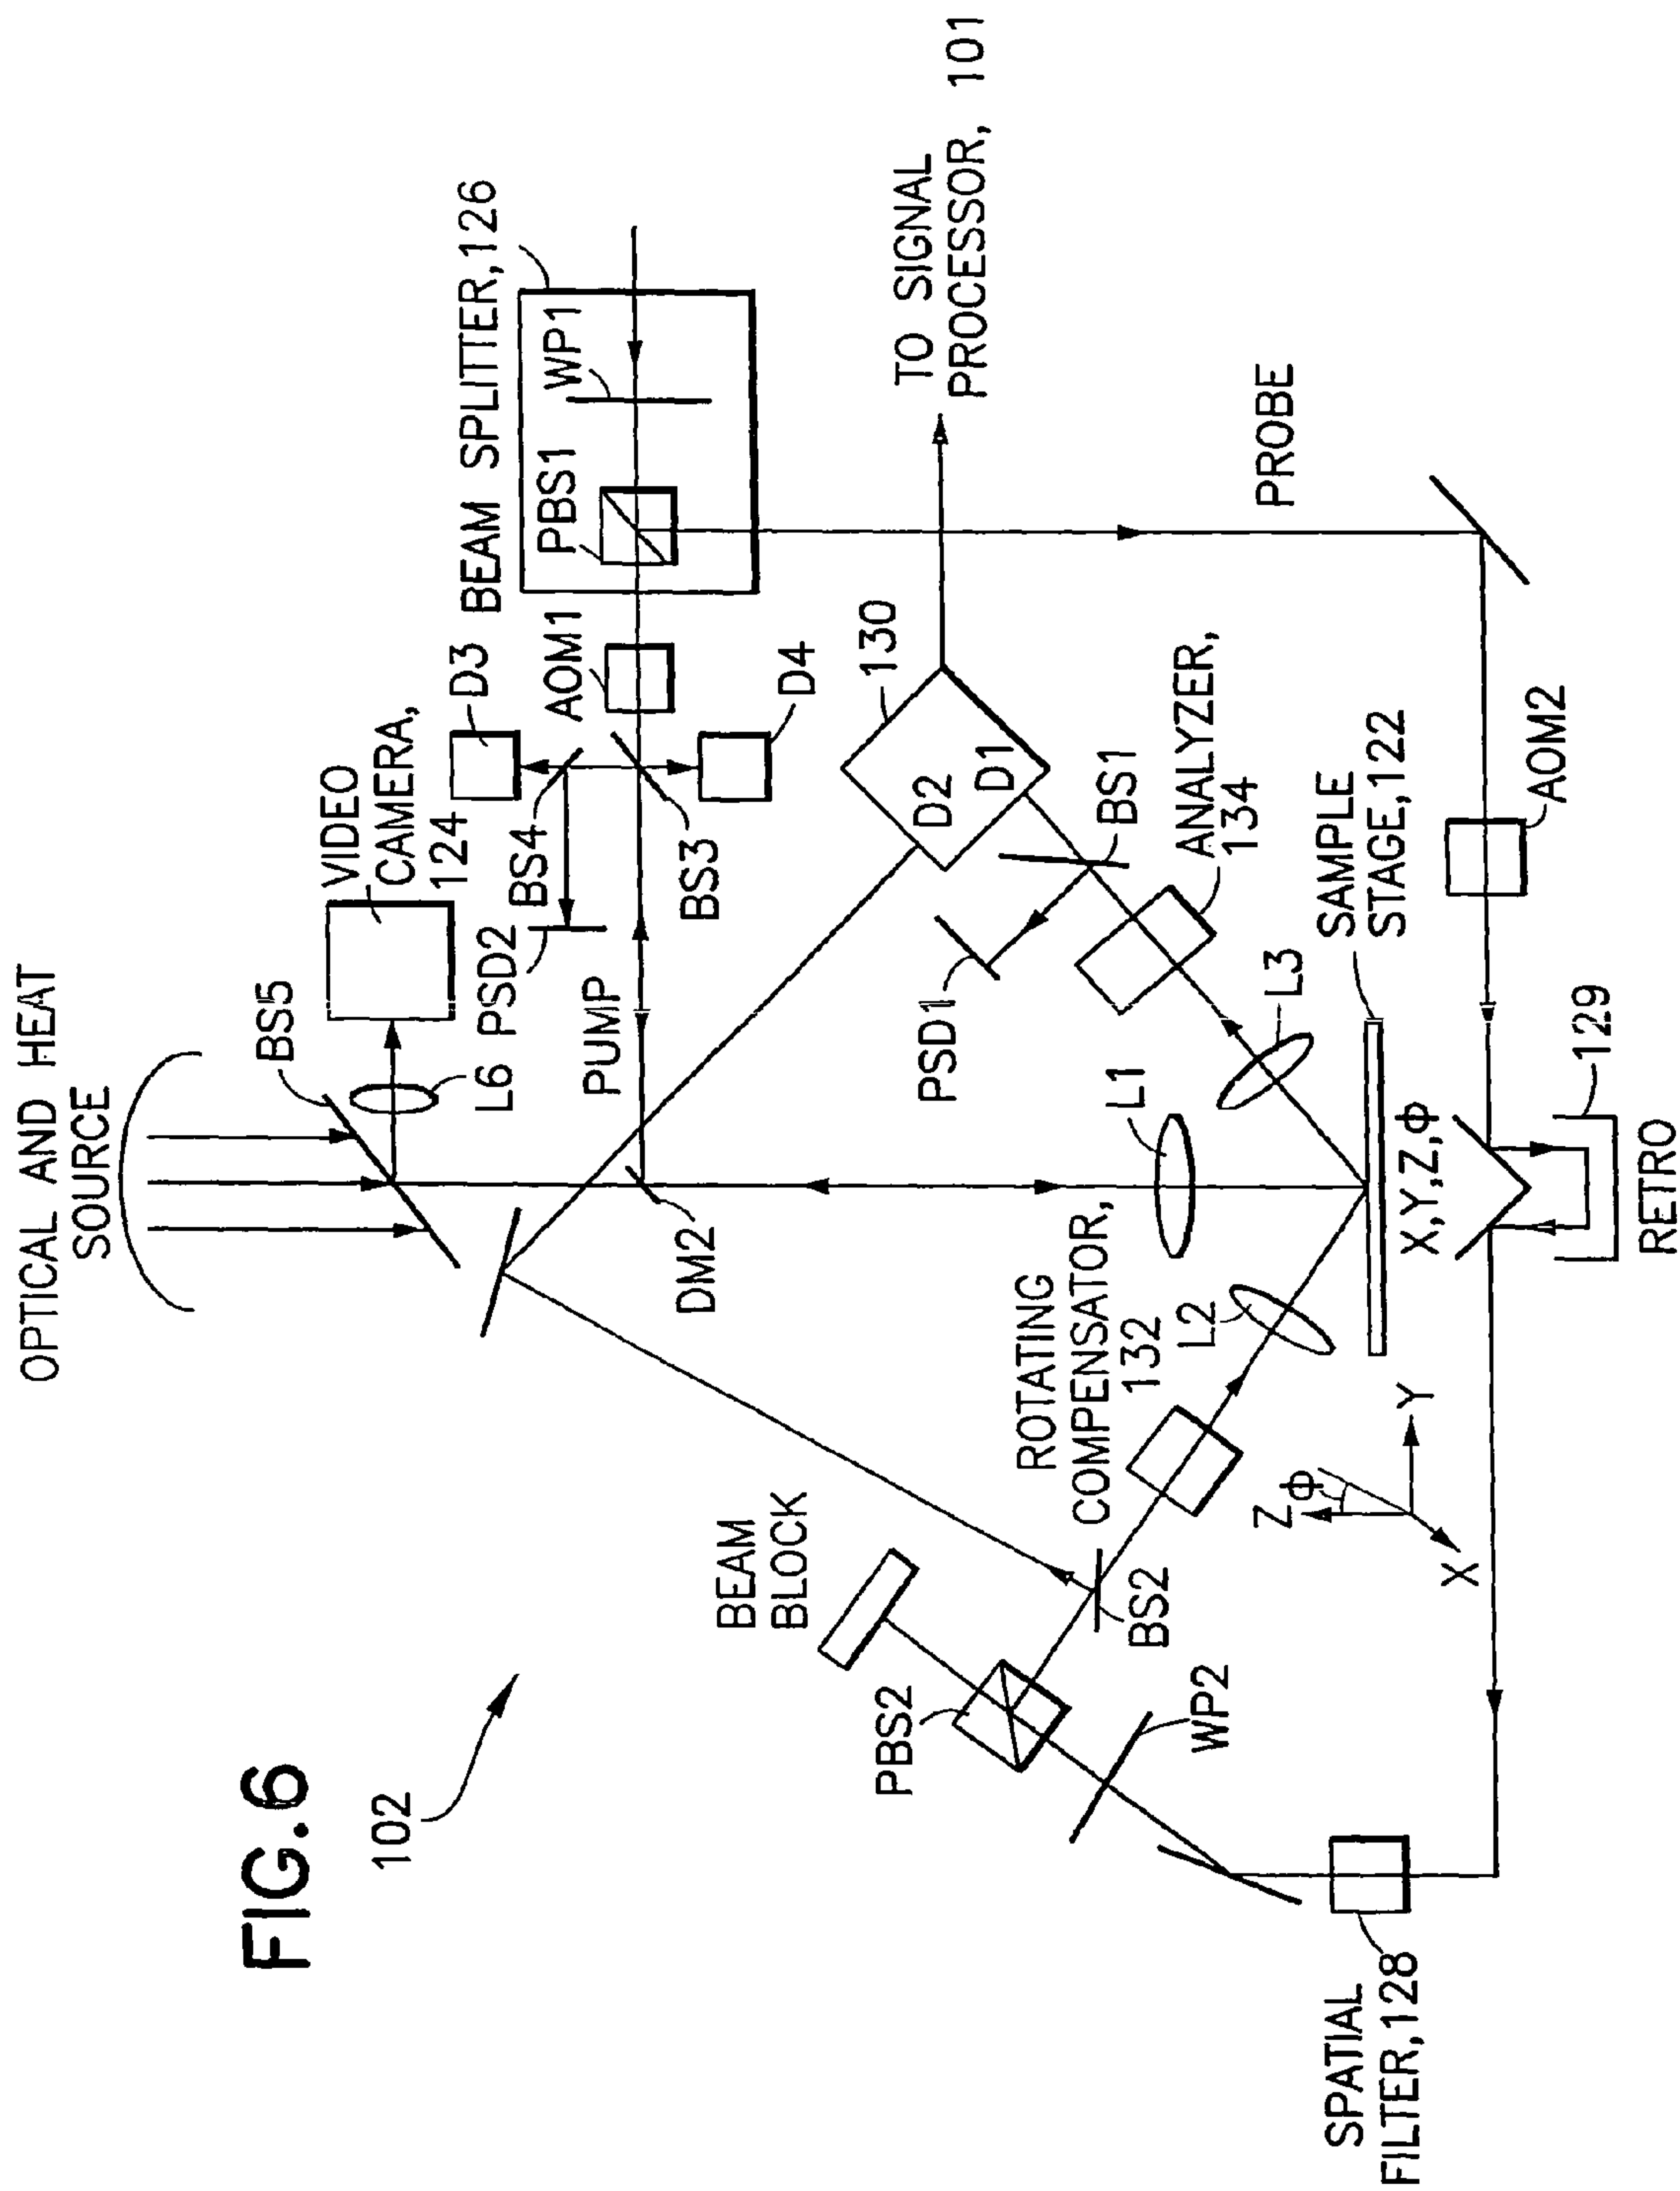 FIG.6
102
OPTICAL AND HEAT
SOURCE
BS5
L6
VIDEO
CAMERA,
124
PSD2
BS4
D3
AOM1
BEAM SPLITTER,126
PBS1
WP1
PUMP
BS3
D4
DM2
130
D2
D1
TO SIGNAL
PROCESSOR, 101
PROBE
BEAM
BLOCK
PBS2
WP2
BS2
ROTATING
COMPENSATOR,
132
L2
L1
L3
PSD1
BS1
ANALYZER,
134
SAMPLE
STAGE,122
X,Y,Z,Φ
Z
Φ
Y
X
AOM2
129
RETRO
SPATIAL
FILTER,128